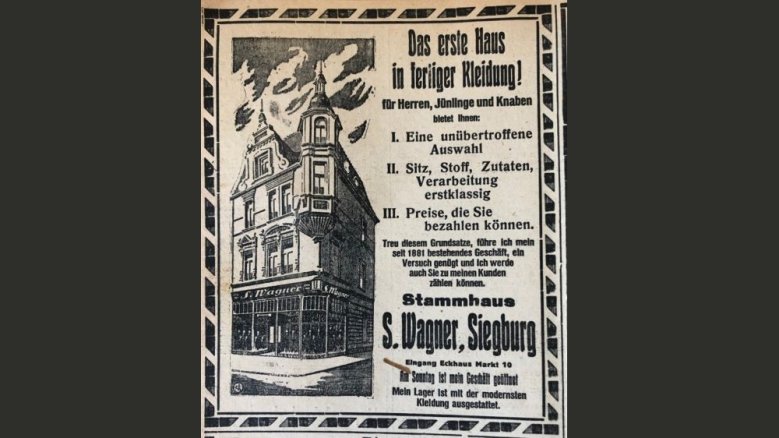 Das erste Haus
in fertiger Kleidung!
für Herren, Jünlinge und Knaben
bietet Ihnen:
I. Eine unübertroffene
Auswahl
II. Sitz, Stoff, Zutaten,
Verarbeitung
erstklassig
III. Preise, die Sie
bezahlen können.
Treu diesem Grundsatze, führe ich mein
seit 1881 bestehendes Geschäft, ein
Versuch genügt und ich werde
auch Sie zu meinen Kunden
zählen können.
Stammhaus
S. Wagner, Siegburg
Eingang Eckhaus Markt 10
Am Sonntag ist mein Geschäft geöffnet
Mein Lager ist mit der modernsten
Kleidung ausgestattet.
S. Wagner
S. Wagner